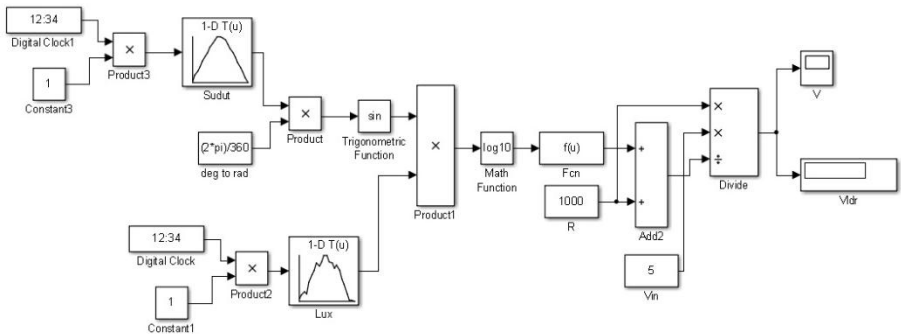 12:34
Digital Clock1
1
Constant3
×
Product3
1-D T(u)
Sudut
(2*pi)/360
deg to rad
×
Product
sin
Trigonometric
Function
12:34
Digital Clock
1
Constant1
×
Product2
1-D T(u)
Lux
×
Product1
log10
Math
Function
f(u)
Fcn
1000
R
+
+
Add2
5
Vin
×
×
÷
Divide
V
Vldr